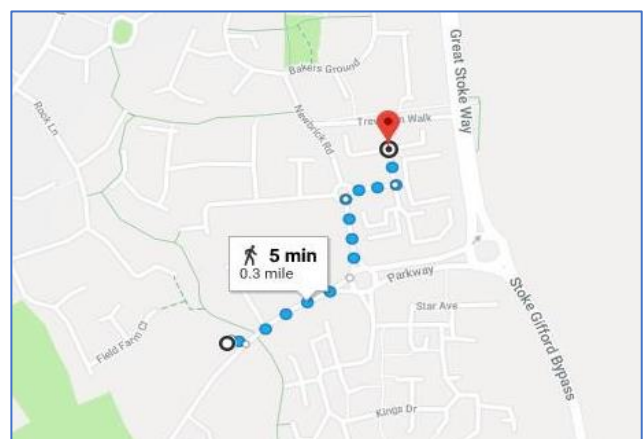 Great Stoke Way
Bakers Ground
Rock Ln
Newbrick Rd
Walk
5 min
0.3 mile
Parkway
Star Ave
Stoke Gifford Bypass
Field Farm Cl
Kings Dr